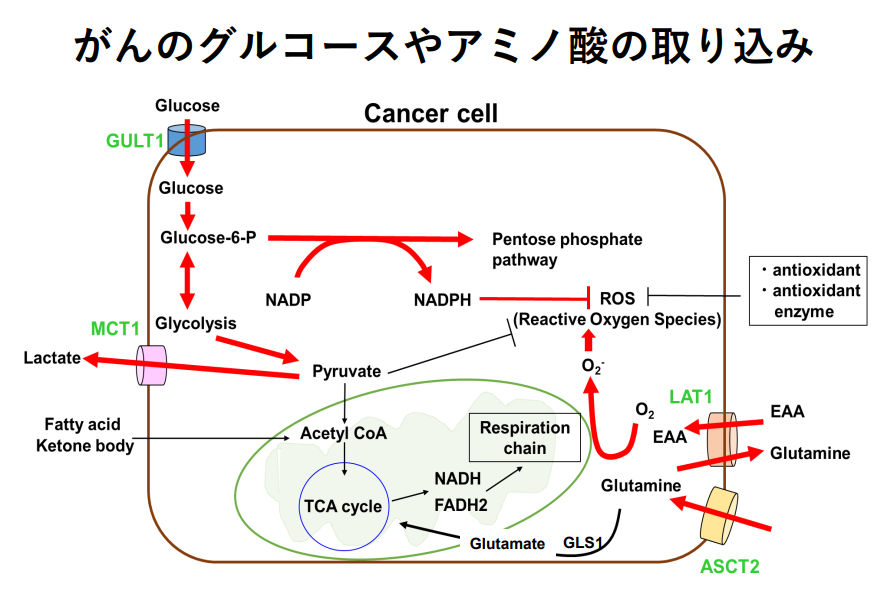 がんのグルコースやアミノ酸の取り込み
Glucose
Cancer cell
GULT1
Glucose
Glucose-6-P
Pentose phosphate
pathway
NADP
NADPH
ROS
(Reactive Oxygen Species)
・antioxidant
・antioxidant
enzyme
MCT1
Glycolysis
Lactate
Pyruvate
O2-
LAT1
O2
EAA
EAA
Fatty acid
Ketone body
Acetyl CoA
Respiration
chain
Glutamine
NADH
FADH2
TCA cycle
Glutamine
Glutamate
GLS1
ASCT2